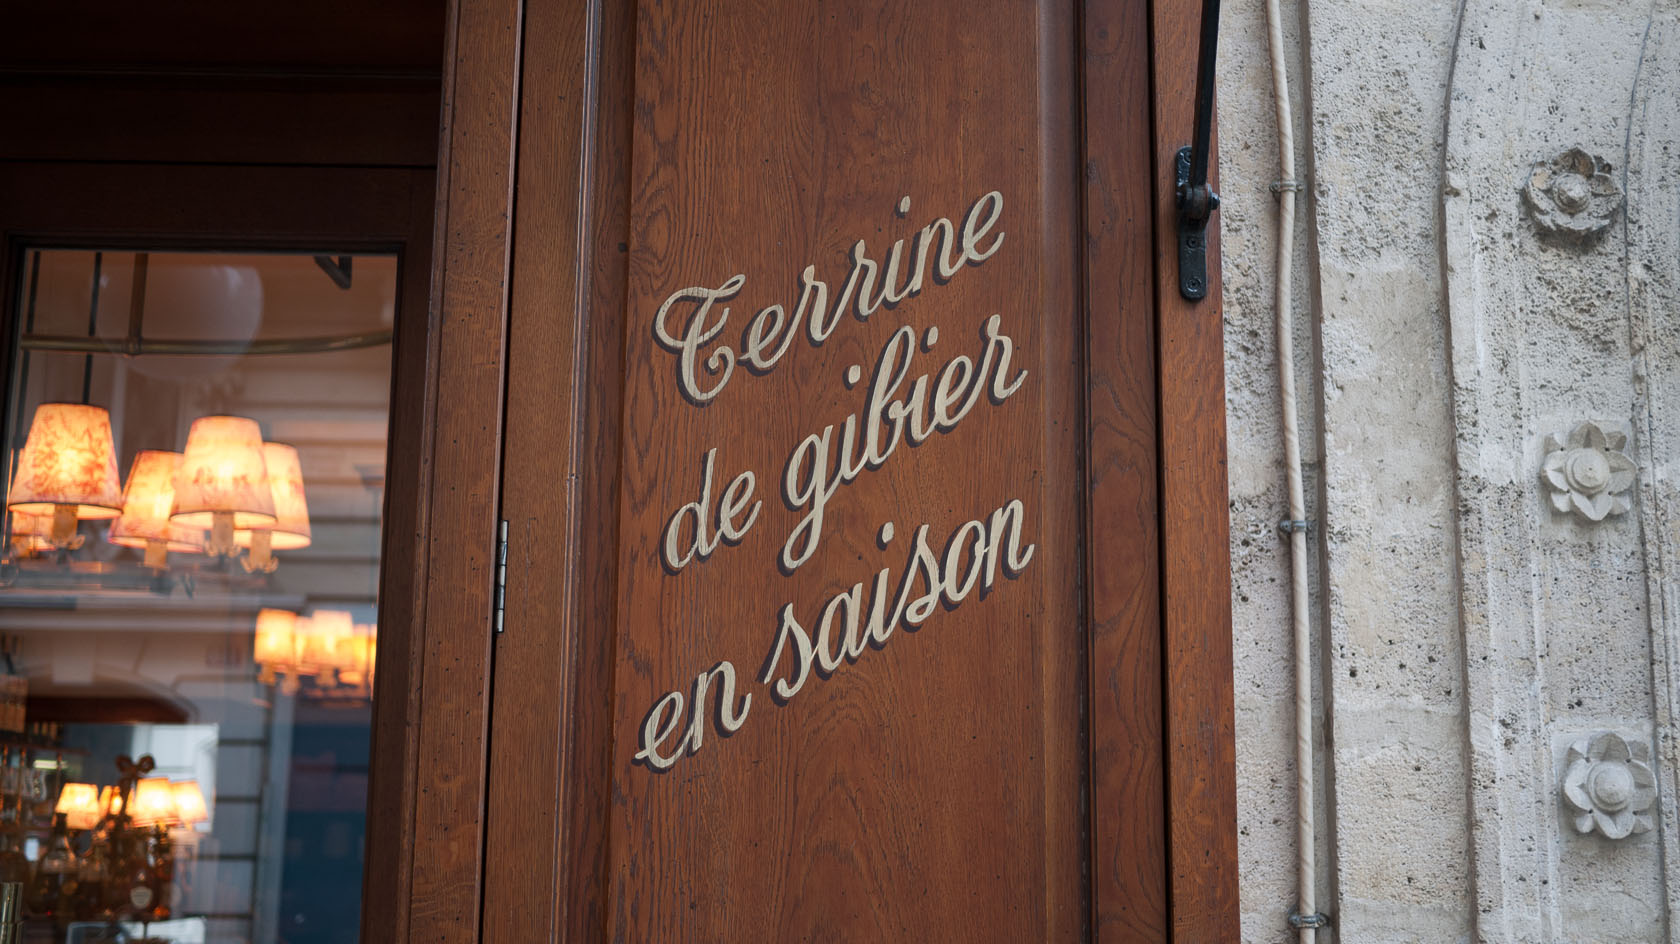 Terrine
de gibier
en saison